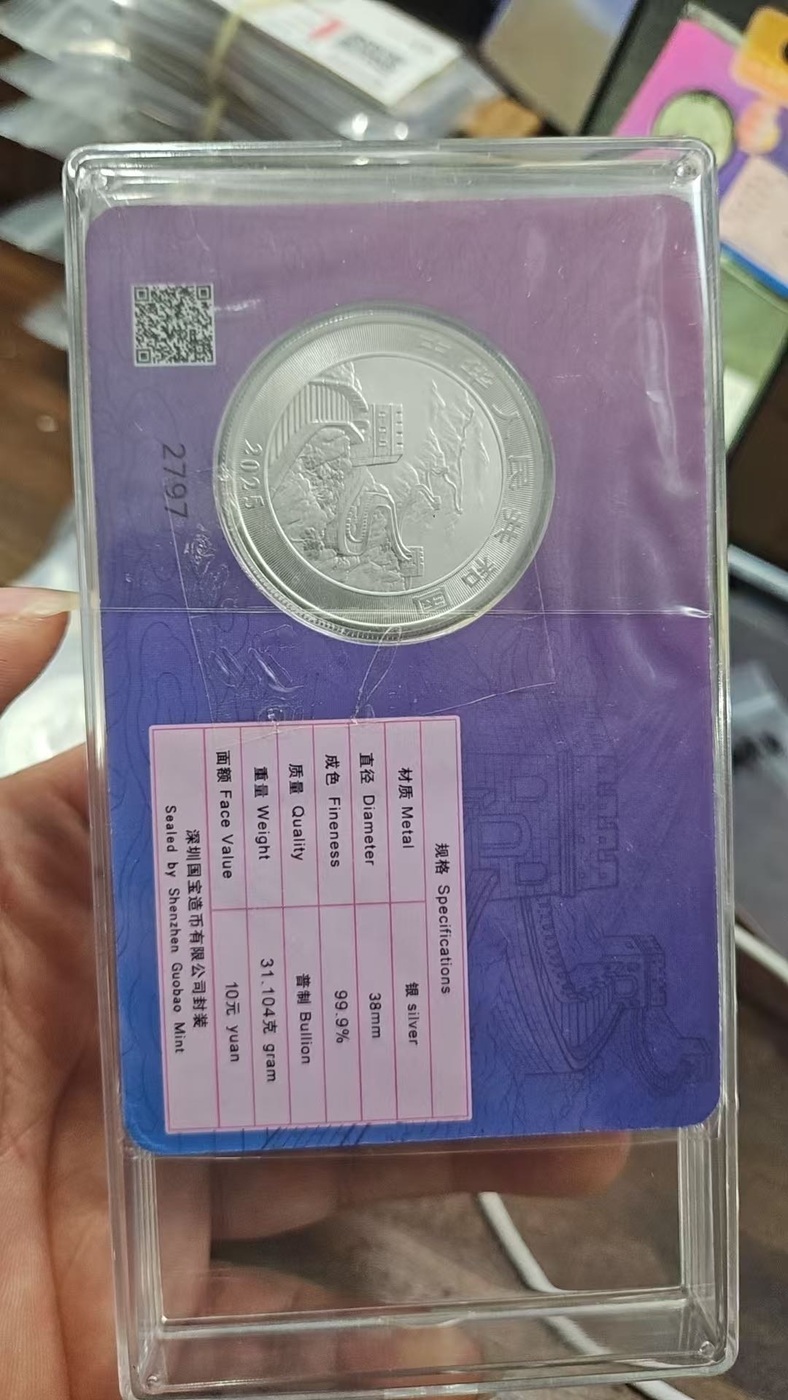 中华人民共和国
2025
2797
规格 Specifications
材质 Metal 银 silver
直径 Diameter 38mm
成色 Fineness 99.9%
质量 Quality 普制 Bullion
重量 Weight 31.104克 gram
面额 Face Value 10元 yuan
深圳国宝造币有限公司封装
Sealed by Shenzhen Guobao Mint